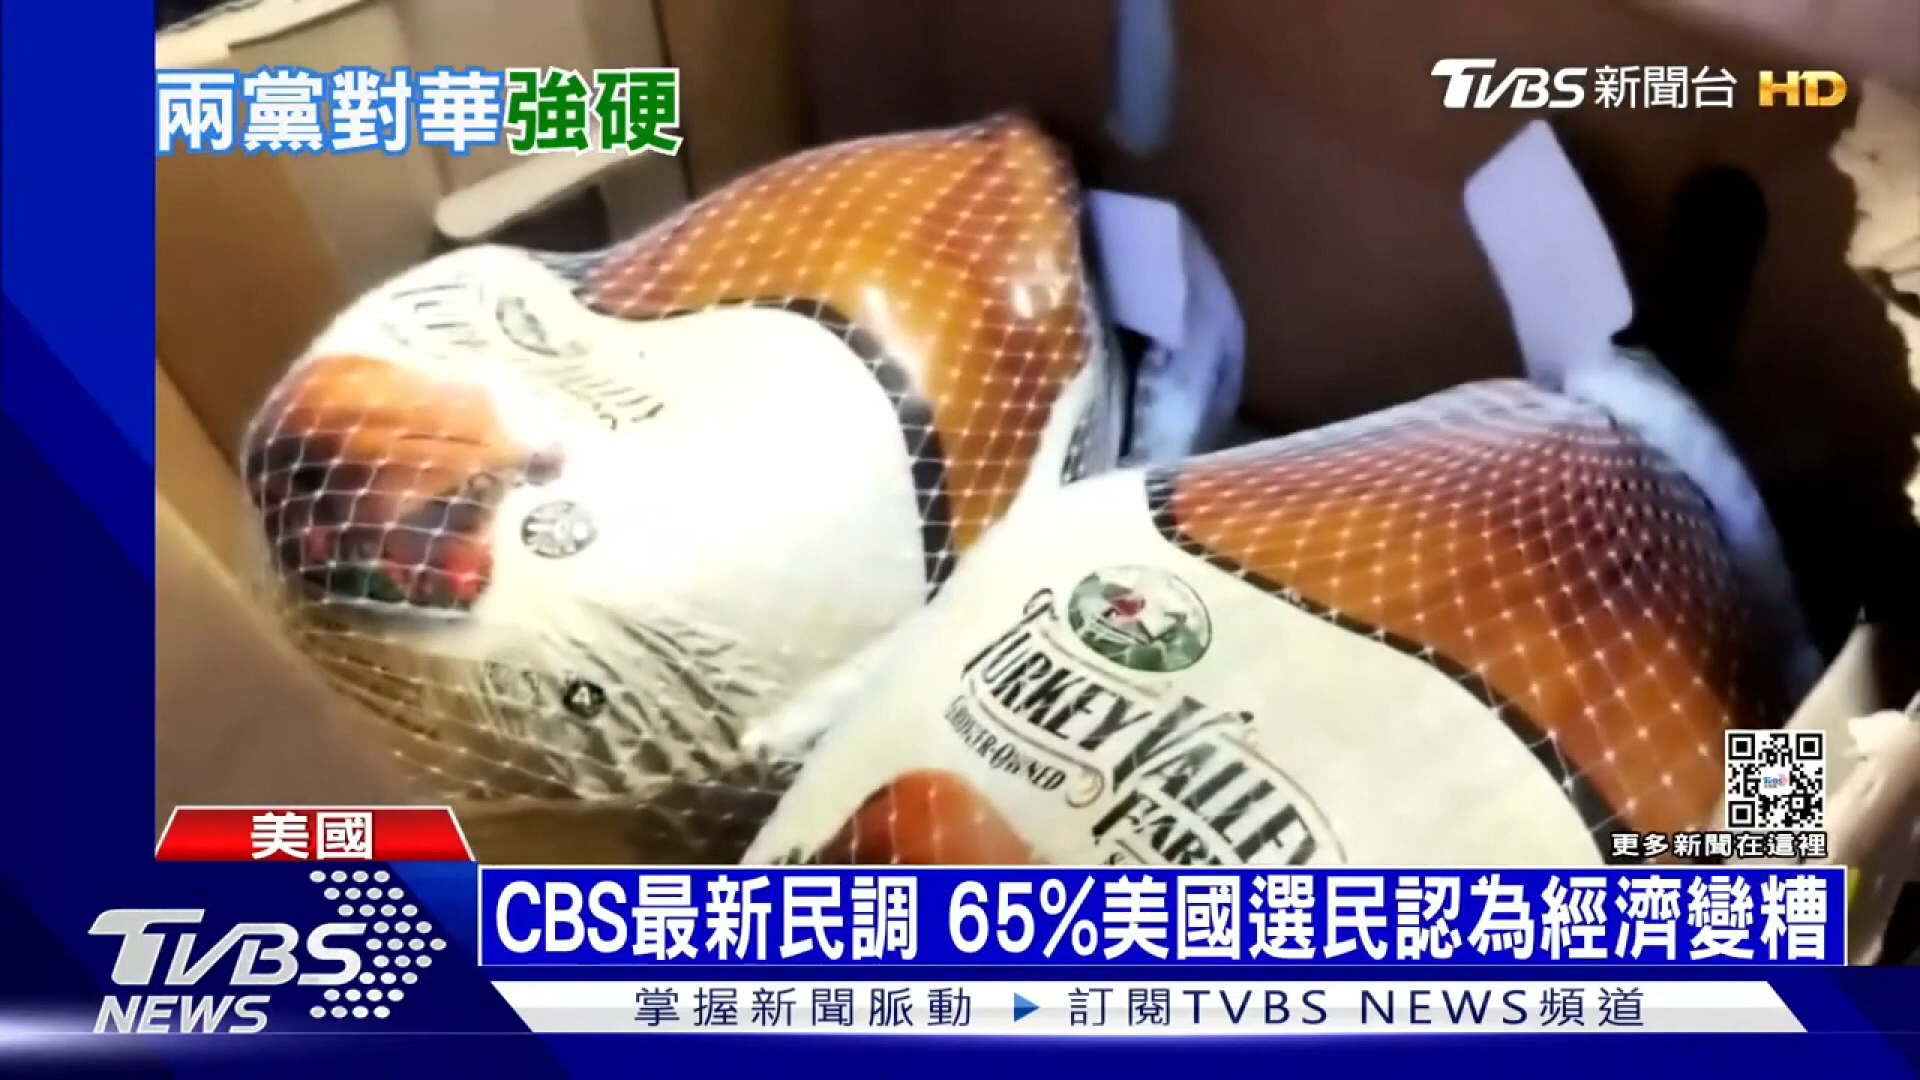 兩黨對華強硬
TVBS新聞台 HD
TURKEY VALLEY
GROWER-OWNED
更多新聞在這裡
美國
CBS最新民調 65%美國選民認為經濟變糟
TVBS
NEWS
掌握新聞脈動 ▶ 訂閱TVBS NEWS頻道